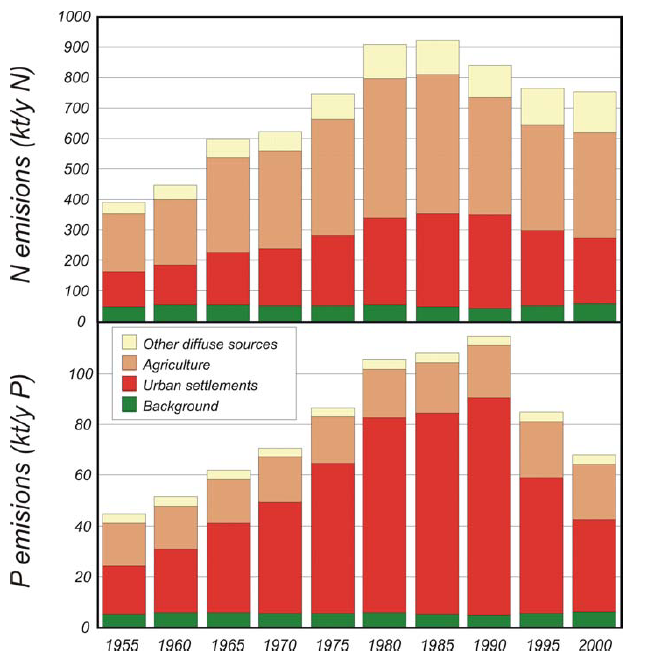 1000
900
800
700
600
500
400
300
200
100
0
N emisions (kt/y N)
Other diffuse sources
Agriculture
Urban settlements
Background
100
80
60
40
20
0
P emisions (kt/y P)
1955 1960 1965 1970 1975 1980 1985 1990 1995 2000